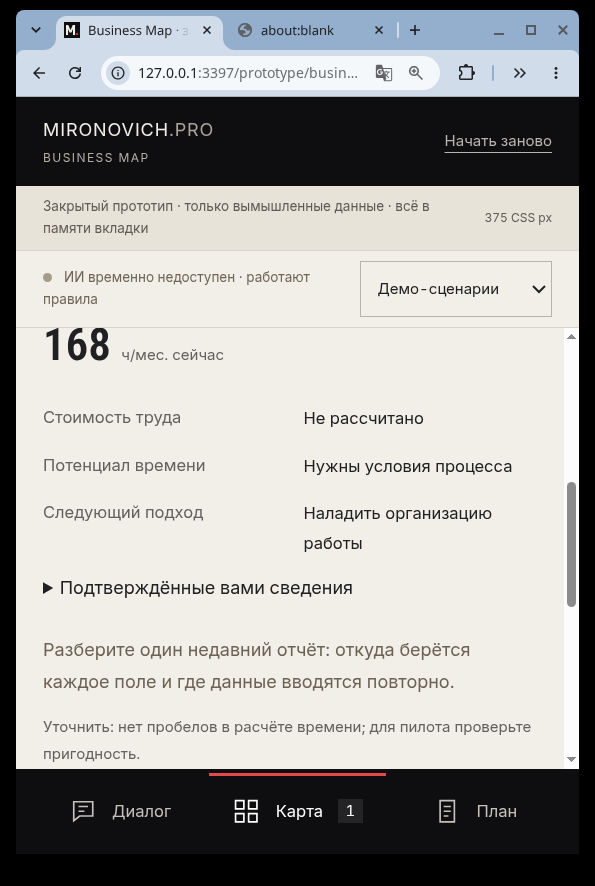 M. Business Map ·
about:blank
127.0.0.1:3397/prototype/busin...
MIRONOVICH.PRO
BUSINESS MAP
Начать заново
Закрытый прототип · только вымышленные данные · всё в
памяти вкладки
375 CSS px
ИИ временно недоступен · работают
правила
Демо-сценарии
168 ч/мес. сейчас
Стоимость труда Не рассчитано
Потенциал времени Нужны условия процесса
Следующий подход Наладить организацию
работы
Подтверждённые вами сведения
Разберите один недавний отчёт: откуда берётся
каждое поле и где данные вводятся повторно.
Уточнить: нет пробелов в расчёте времени; для пилота проверьте
пригодность.
Диалог Карта 1 План